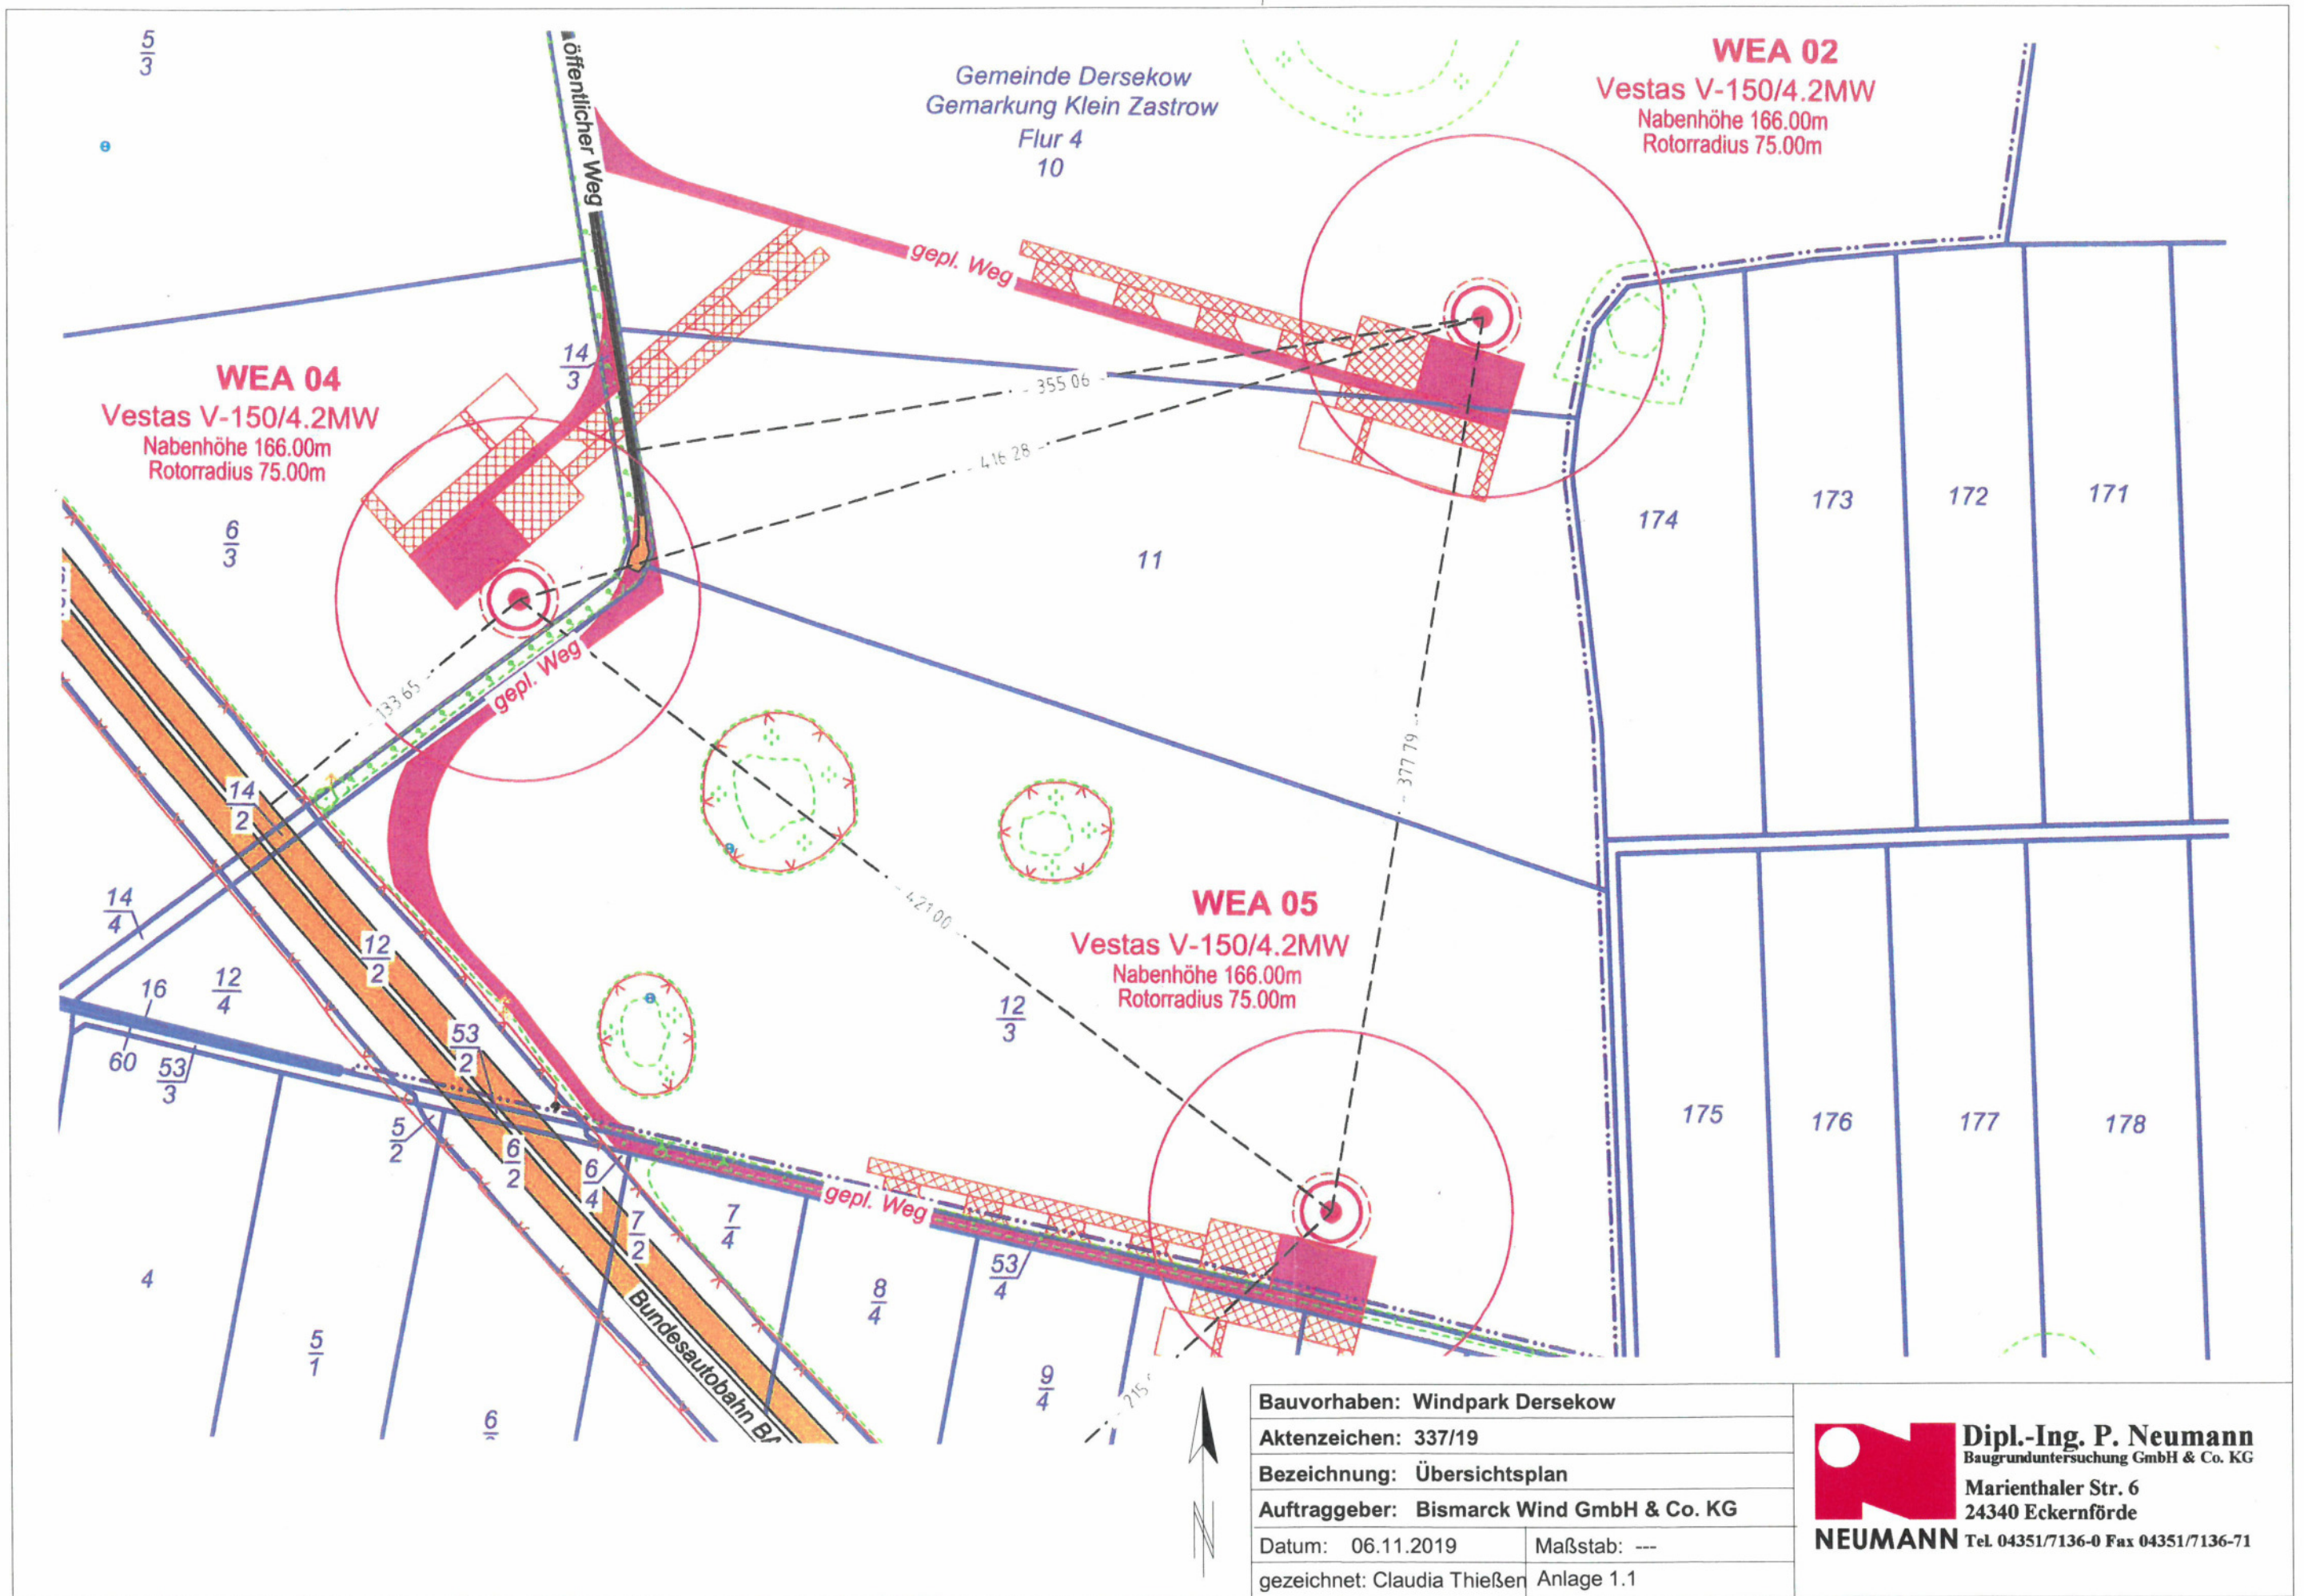 5
3
öffentlicher Weg
Gemeinde Dersekow
Gemarkung Klein Zastrow
Flur 4
10
WEA 02
Vestas V-150/4.2MW
Nabenhöhe 166.00m
Rotorradius 75.00m
gepl. Weg
14
3
355.06
416.28
WEA 04
Vestas V-150/4.2MW
Nabenhöhe 166.00m
Rotorradius 75.00m
6
3
11
174
173
172
171
gepl. Weg
133.65
377.79
14
2
421.00
WEA 05
Vestas V-150/4.2MW
Nabenhöhe 166.00m
Rotorradius 75.00m
14
4
12
2
16
12
4
12
3
60
53
3
53
2
5
2
6
2
6
4
7
2
7
4
gepl. Weg
8
4
53
4
9
4
175
176
177
178
4
5
1
6
Bundesautobahn BA
215
Bauvorhaben: Windpark Dersekow
Aktenzeichen: 337/19
Bezeichnung: Übersichtsplan
Auftraggeber: Bismarck Wind GmbH & Co. KG
Datum: 06.11.2019
Maßstab: ---
gezeichnet: Claudia Thießen
Anlage 1.1
N
NEUMANN
Dipl.-Ing. P. Neumann
Baugrunduntersuchung GmbH & Co. KG
Marienthaler Str. 6
24340 Eckernförde
Tel. 04351/7136-0 Fax 04351/7136-71